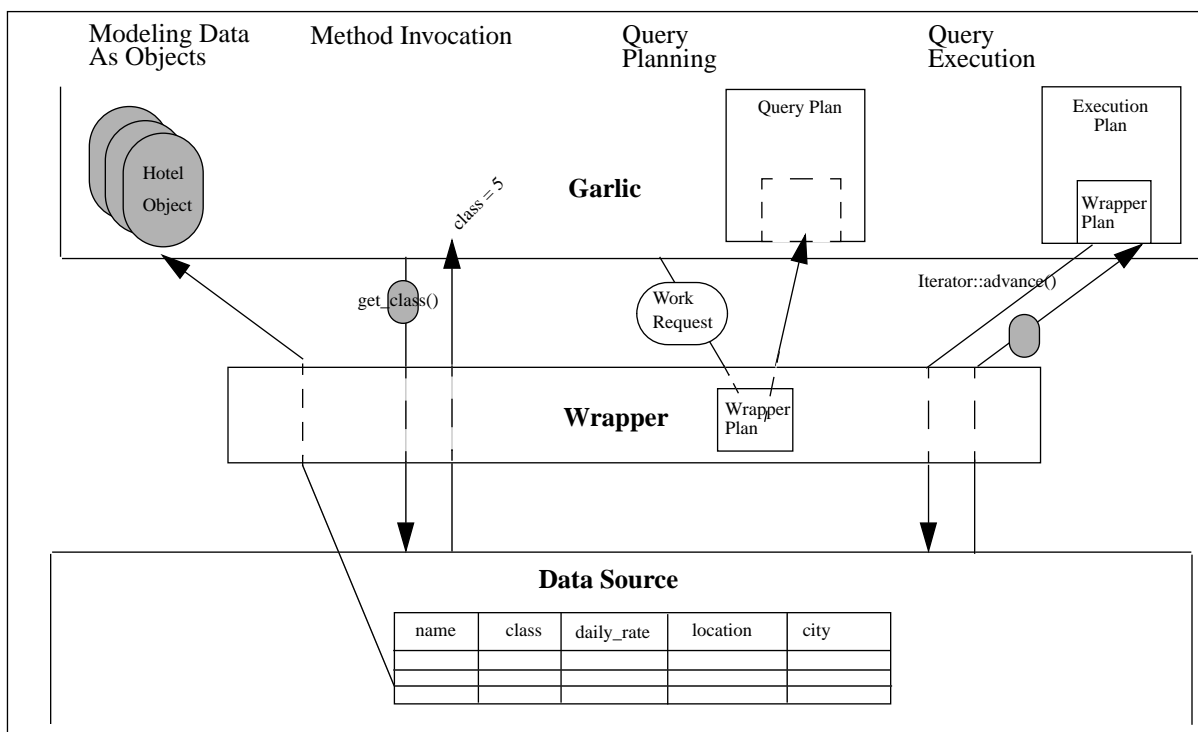 Modeling Data
As Objects
Method Invocation
Query
Planning
Query
Execution
Hotel
Object
class = 5
Garlic
Query Plan
Execution
Plan
Wrapper
Plan
get_class()
Work
Request
Iterator::advance()
Wrapper
Wrapper
Plan
Data Source
name class daily_rate location city